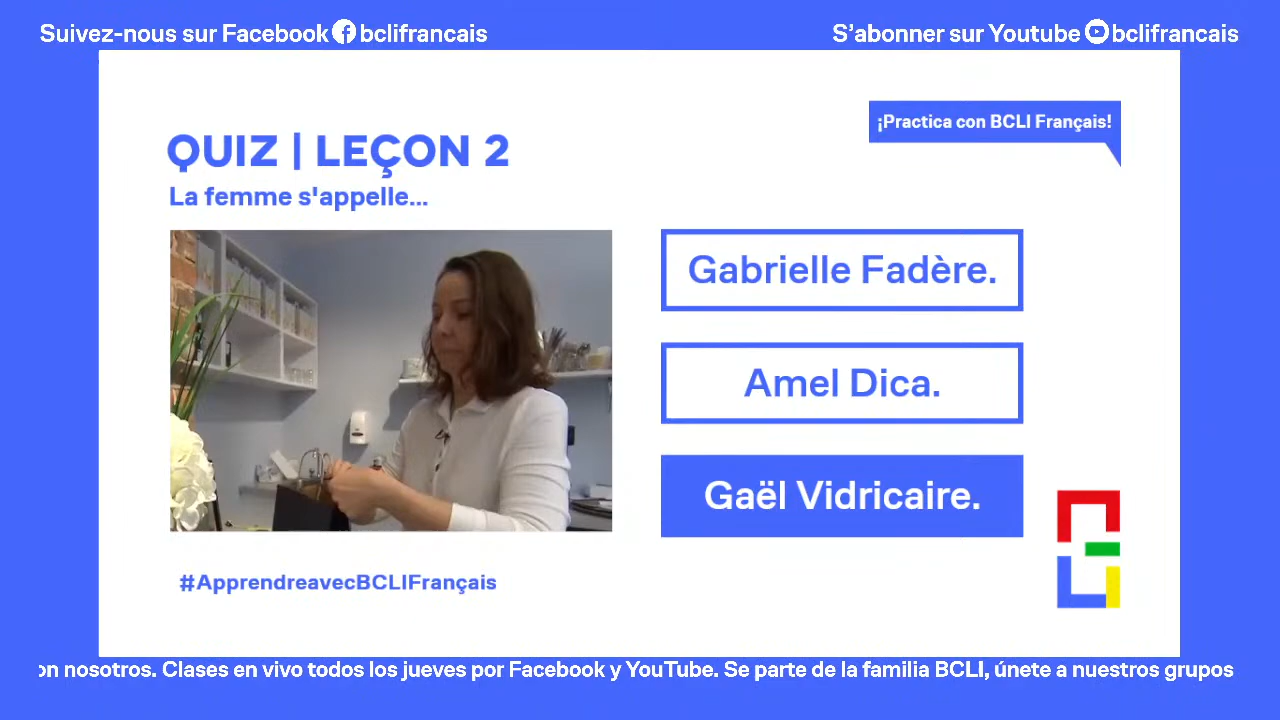 Suivez-nous sur Facebook bclifrancais
S'abonner sur Youtube bclifrancais
¡Practica con BCLI Français!
QUIZ | LEÇON 2
La femme s'appelle...
Gabrielle Fadère.
Amel Dica.
Gaël Vidricaire.
#ApprendreavecBCLIFrançais
on nosotros. Clases en vivo todos los jueves por Facebook y YouTube. Se parte de la familia BCLI, únete a nuestros grupos